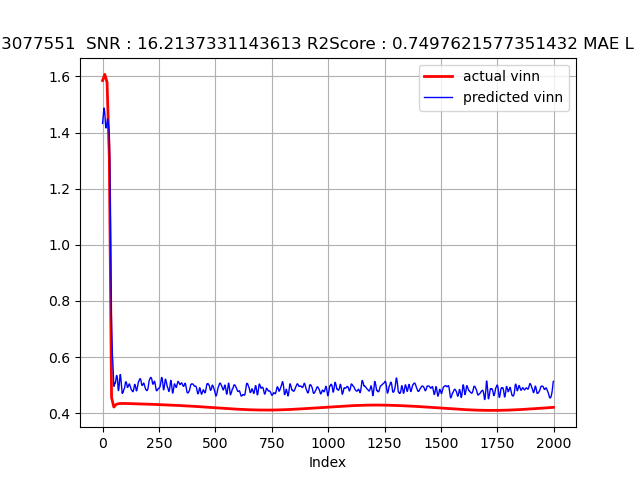 3077551 SNR : 16.2137331143613 R2Score : 0.7497621577351432 MAE L
actual vinn
predicted vinn
1.6
1.4
1.2
1.0
0.8
0.6
0.4
0 250 500 750 1000 1250 1500 1750 2000
Index